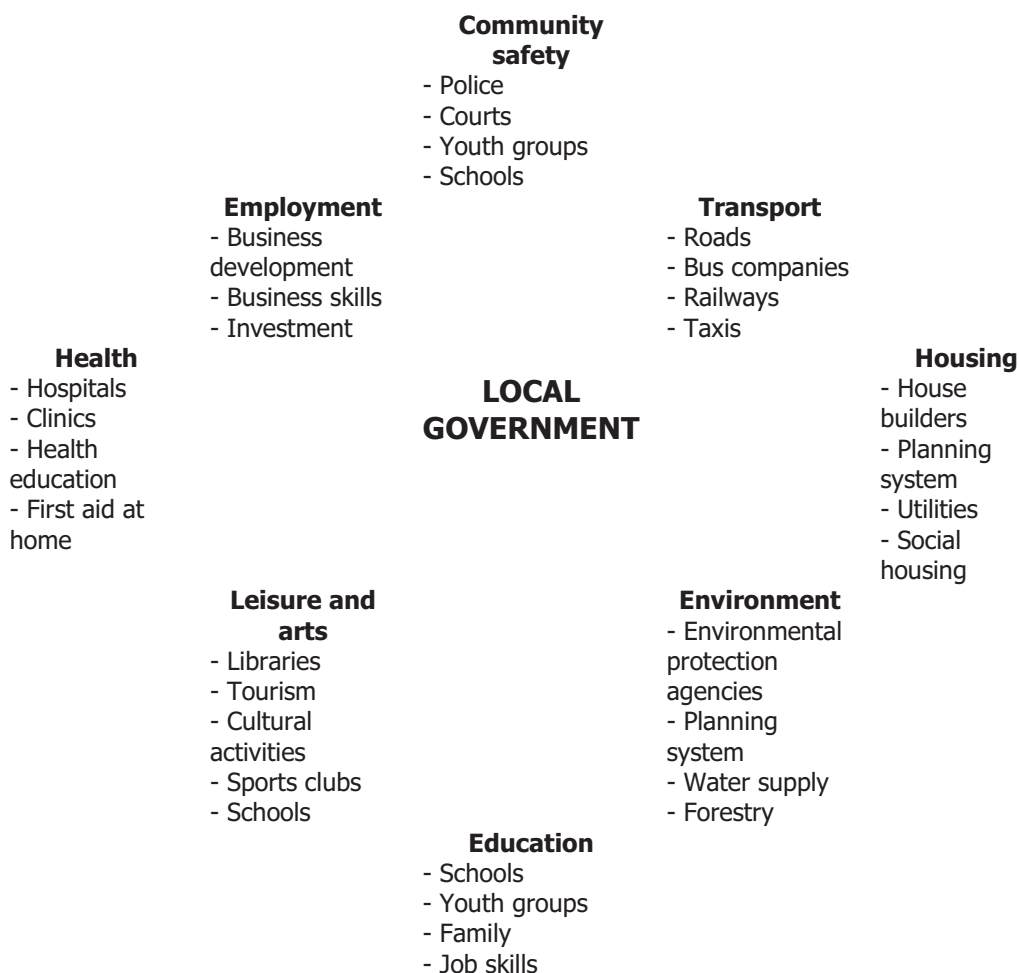 Community
safety
- Police
- Courts
- Youth groups
- Schools
Employment
- Business
development
- Business skills
- Investment
Transport
- Roads
- Bus companies
- Railways
- Taxis
Health
- Hospitals
- Clinics
- Health
education
- First aid at
home
LOCAL
GOVERNMENT
Housing
- House
builders
- Planning
system
- Utilities
- Social
housing
Leisure and
arts
- Libraries
- Tourism
- Cultural
activities
- Sports clubs
- Schools
Environment
- Environmental
protection
agencies
- Planning
system
- Water supply
- Forestry
Education
- Schools
- Youth groups
- Family
- Job skills